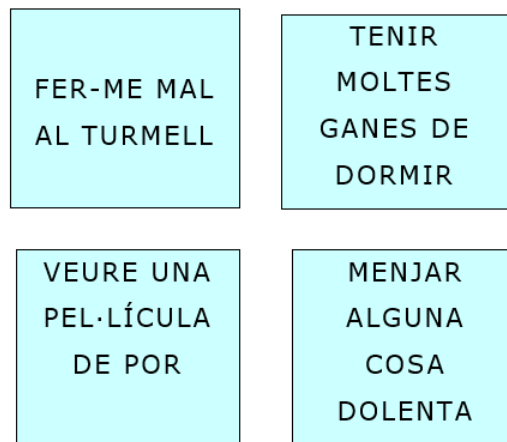 FER-ME MAL
AL TURMELL
TENIR
MOLTES
GANES DE
DORMIR
VEURE UNA
PEL·LÍCULA
DE POR
MENJAR
ALGUNA
COSA
DOLENTA